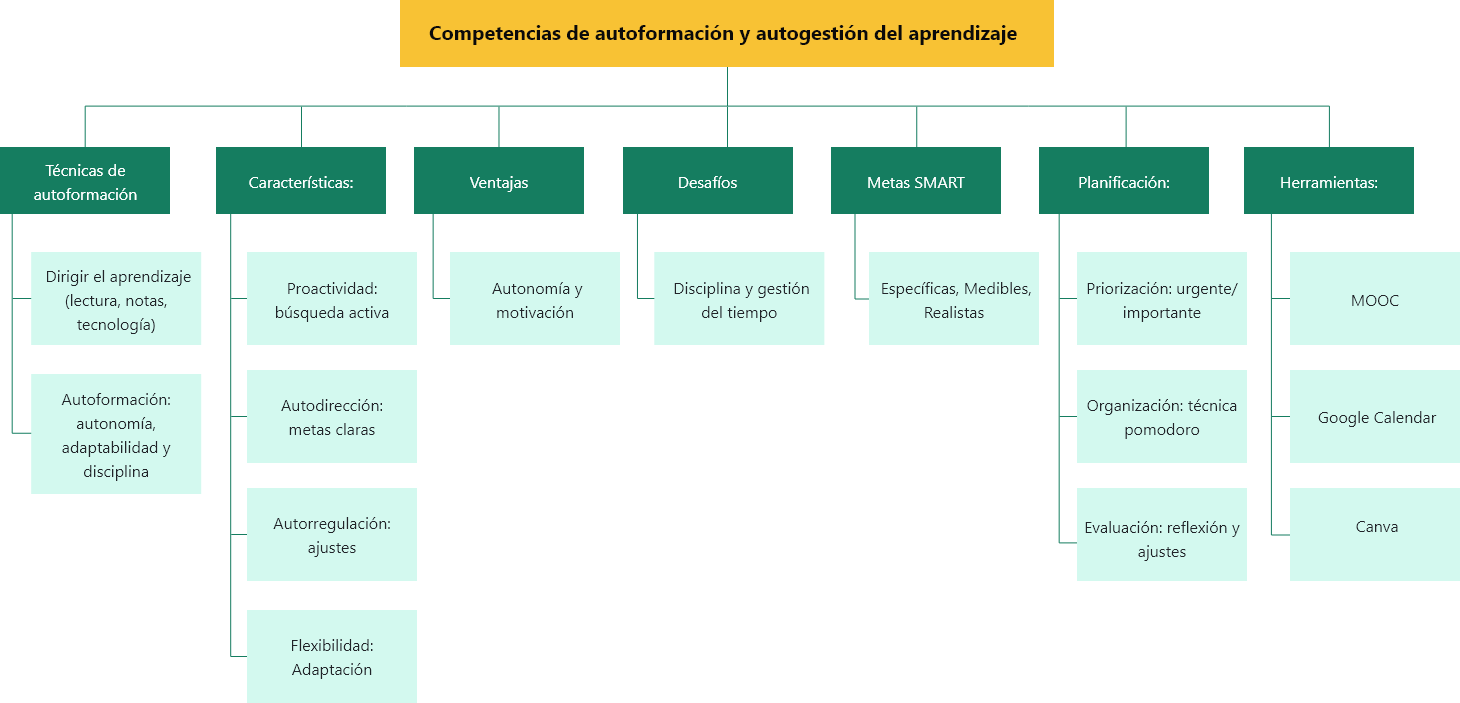 Competencias de autoformación y autogestión del aprendizaje
Técnicas de
autoformación
Características:
Ventajas
Desafíos
Metas SMART
Planificación:
Herramientas:
Dirigir el aprendizaje
(lectura, notas,
tecnología)
Autoformación:
autonomía,
adaptabilidad y
disciplina
Proactividad:
búsqueda activa
Autodirección:
metas claras
Autorregulación:
ajustes
Flexibilidad:
Adaptación
Autonomía y
motivación
Disciplina y gestión
del tiempo
Específicas, Medibles,
Realistas
Priorización: urgente/
importante
Organización: técnica
pomodoro
Evaluación: reflexión y
ajustes
MOOC
Google Calendar
Canva